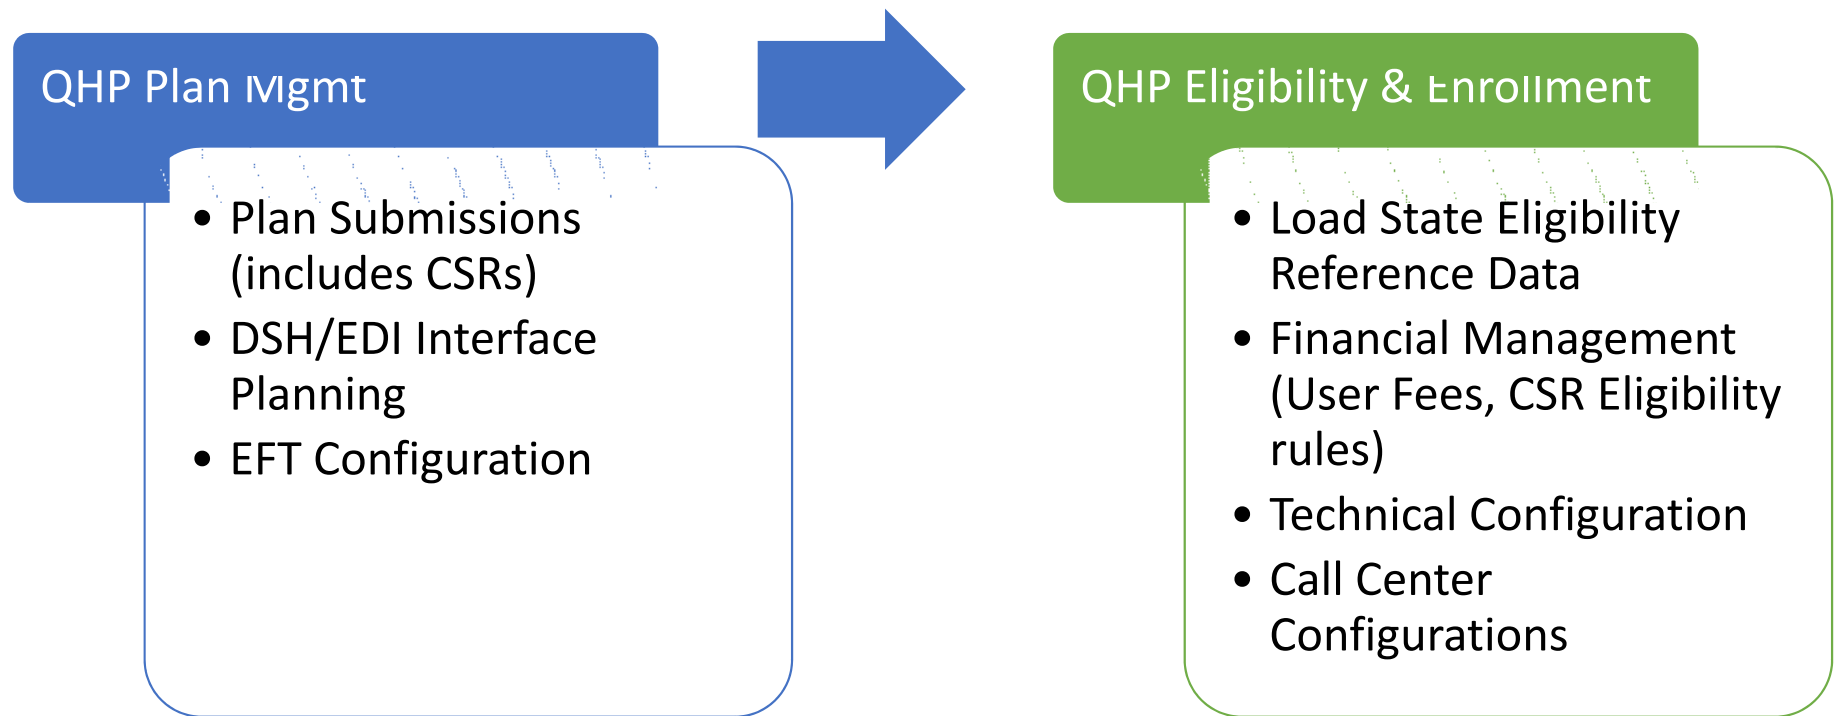 QHP Plan Mgmt
• Plan Submissions
(includes CSRs)
• DSH/EDI Interface
Planning
• EFT Configuration
QHP Eligibility & Enrollment
• Load State Eligibility
Reference Data
• Financial Management
(User Fees, CSR Eligibility
rules)
• Technical Configuration
• Call Center
Configurations